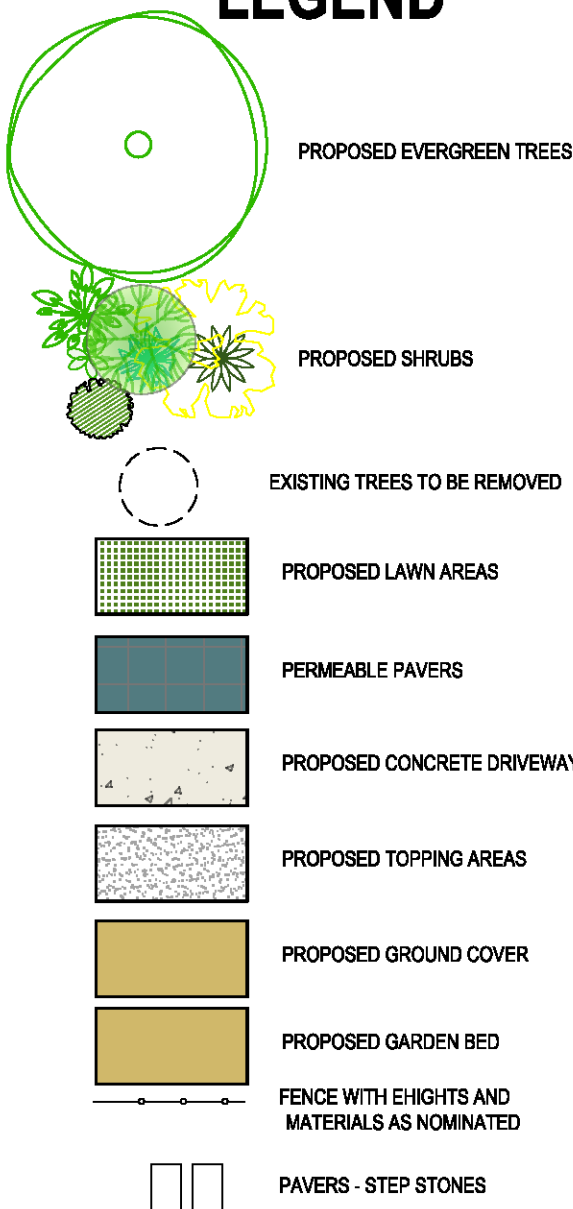 LEGEND
PROPOSED EVERGREEN TREES
PROPOSED SHRUBS
EXISTING TREES TO BE REMOVED
PROPOSED LAWN AREAS
PERMEABLE PAVERS
PROPOSED CONCRETE DRIVEWAY
PROPOSED TOPPING AREAS
PROPOSED GROUND COVER
PROPOSED GARDEN BED
FENCE WITH EHIGHTS AND
MATERIALS AS NOMINATED
PAVERS - STEP STONES